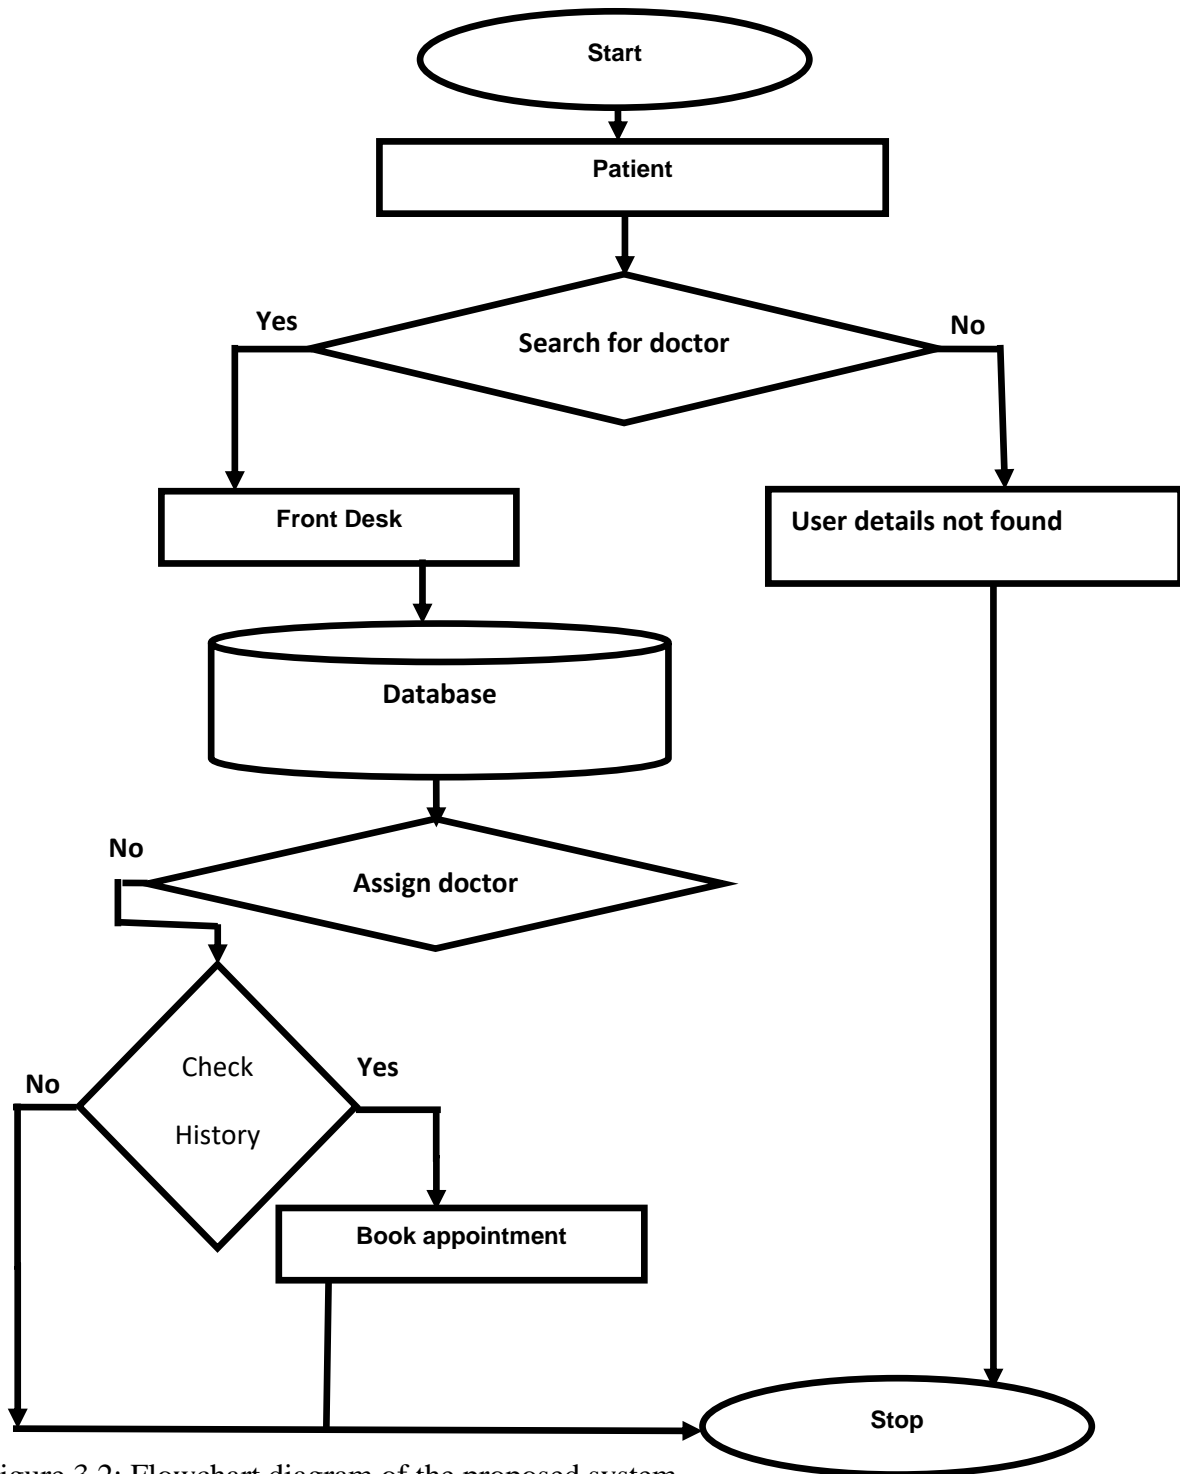 Start
Patient
Yes
No
Search for doctor
Front Desk
User details not found
Database
No
Assign doctor
Check
History
No
Yes
Book appointment
Stop
igure 3.2: Flowchart diagram of the proposed system